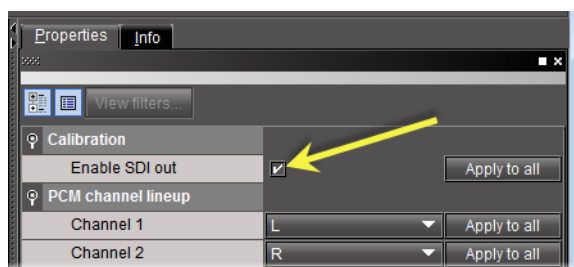 Properties Info
View filters...
Calibration
Enable SDI out Apply to all
PCM channel lineup
Channel 1 L Apply to all
Channel 2 R Apply to all